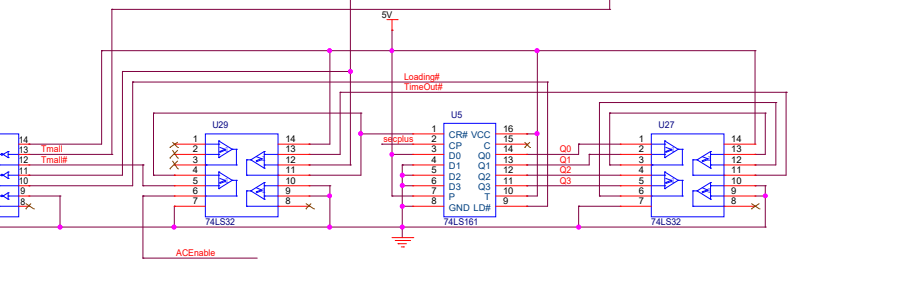 5V
Loading#
TimeOut#
U29
U5
U27
14
13
12
11
10
9
8
Tmall
Tmall#
1
2
3
4
5
6
7
14
13
12
11
10
9
8
74LS32
secplus
1
2
3
4
5
6
7
8
CR# VCC
CP C
D0 Q0
D1 Q1
D2 Q2
D3 Q3
P T
GND LD#
16
15
14
13
12
11
10
9
74LS161
Q0
Q1
Q2
Q3
1
2
3
4
5
6
7
14
13
12
11
10
9
8
74LS32
ACEnable